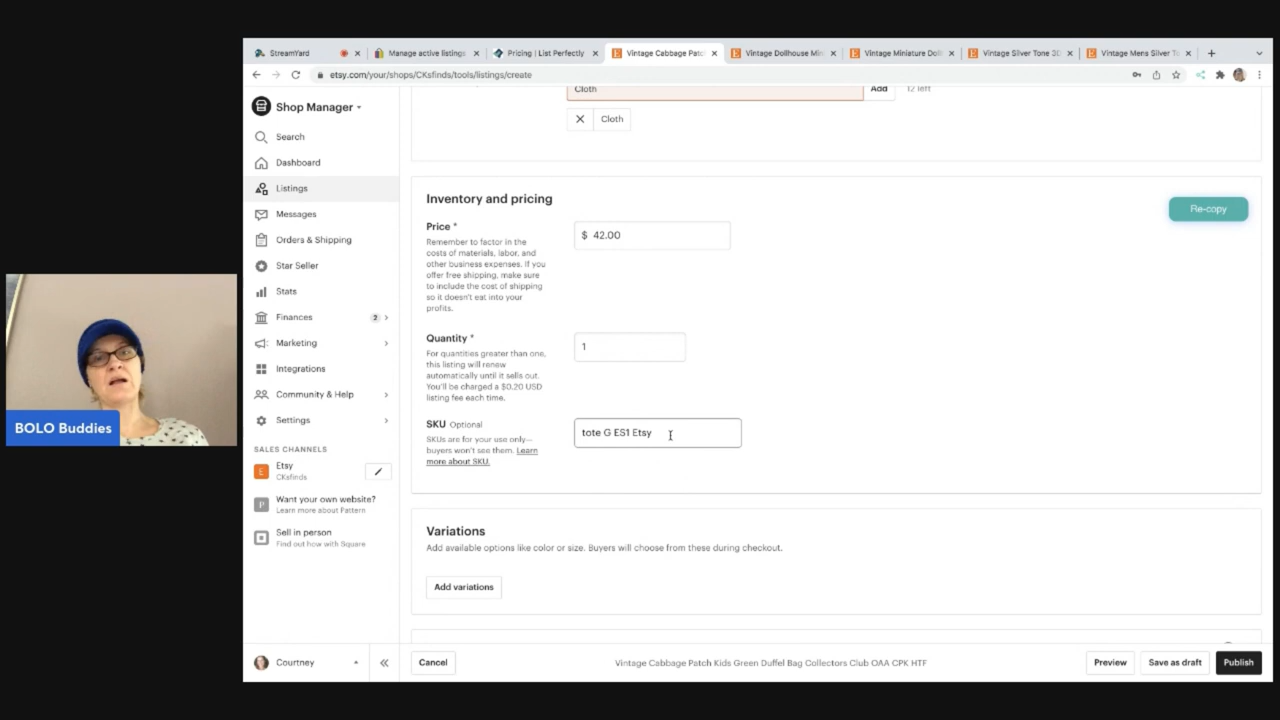 StreamYard
Manage active listings
Pricing | List Perfectly
Vintage Cabbage Patc
Vintage Dollhouse Min
Vintage Miniature Doll
Vintage Silver Tone 3D
Vintage Mens Silver T
etsy.com/your/shops/CKsfinds/tools/listings/create
Shop Manager
Search
Dashboard
Listings
Messages
Orders & Shipping
Star Seller
Stats
Finances 2
Marketing
Integrations
Community & Help
Settings
SALES CHANNELS
E
Etsy
CKsfinds
P
Want your own website?
Learn more about Pattern
Sell in person
Find out how with Square
Courtney
Cloth
Add
12 left
Cloth
Inventory and pricing
Re-copy
Price *
Remember to factor in the
costs of materials, labor, and
other business expenses. If you
offer free shipping, make sure
to include the cost of shipping
so it doesn't eat into your
profits.
$ 42.00
Quantity *
For quantities greater than one,
this listing will renew
automatically until it sells out.
You'll be charged a $0.20 USD
listing fee each time.
1
SKU Optional
SKUs are for your use only—
buyers won't see them. Learn
more about SKU.
tote G ES1 Etsy
Variations
Add available options like color or size. Buyers will choose from these during checkout.
Add variations
Cancel
Vintage Cabbage Patch Kids Green Duffel Bag Collectors Club OAA CPK HTF
Preview
Save as draft
Publish
BOLO Buddies